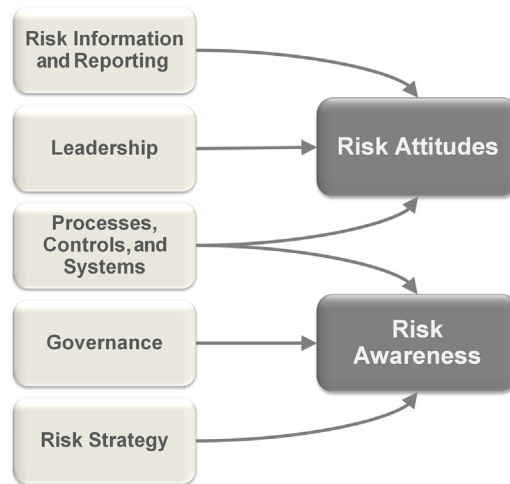 Risk Information
and Reporting
Leadership
Processes,
Controls, and
Systems
Governance
Risk Strategy
Risk Attitudes
Risk
Awareness